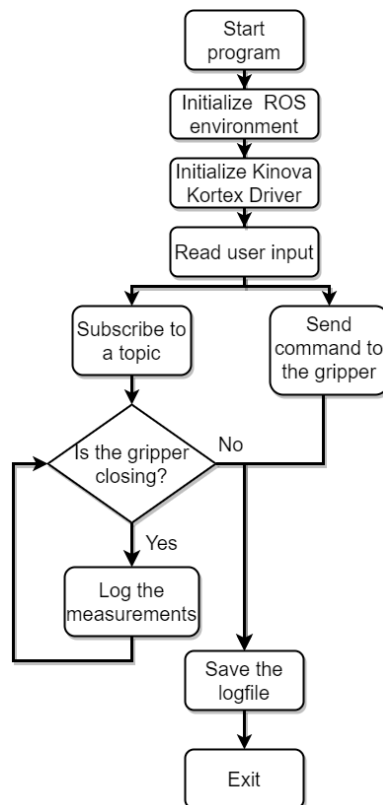 Start
program
Initialize ROS
environment
Initialize Kinova
Kortex Driver
Read user input
Subscribe to
a topic
Send
command to
the gripper
Is the gripper
closing?
No
Yes
Log the
measurements
Save the
logfile
Exit